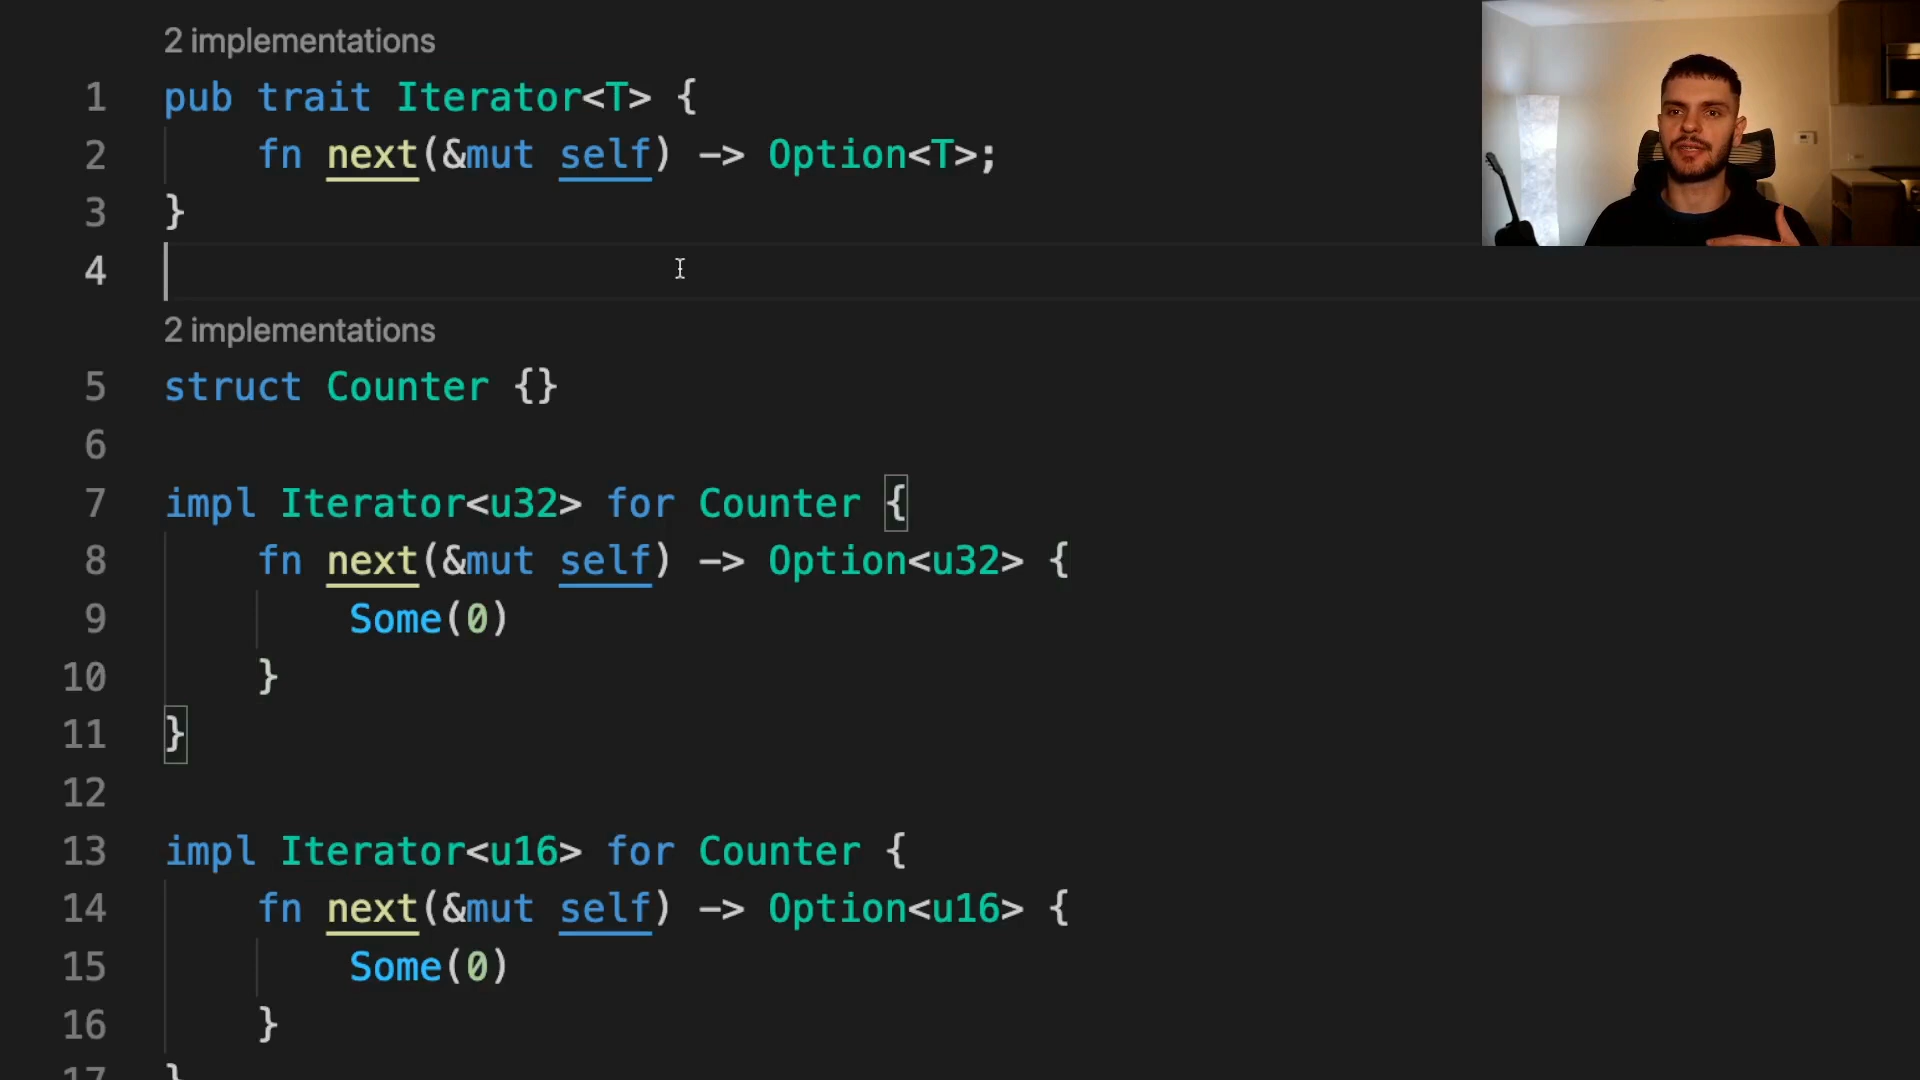 2 implementations
1 pub trait Iterator<T> {
2 fn next(&mut self) -> Option<T>;
3 }
4
2 implementations
5 struct Counter {}
6
7 impl Iterator<u32> for Counter {
8 fn next(&mut self) -> Option<u32> {
9 Some(0)
10 }
11 }
12
13 impl Iterator<u16> for Counter {
14 fn next(&mut self) -> Option<u16> {
15 Some(0)
16 }
17 }